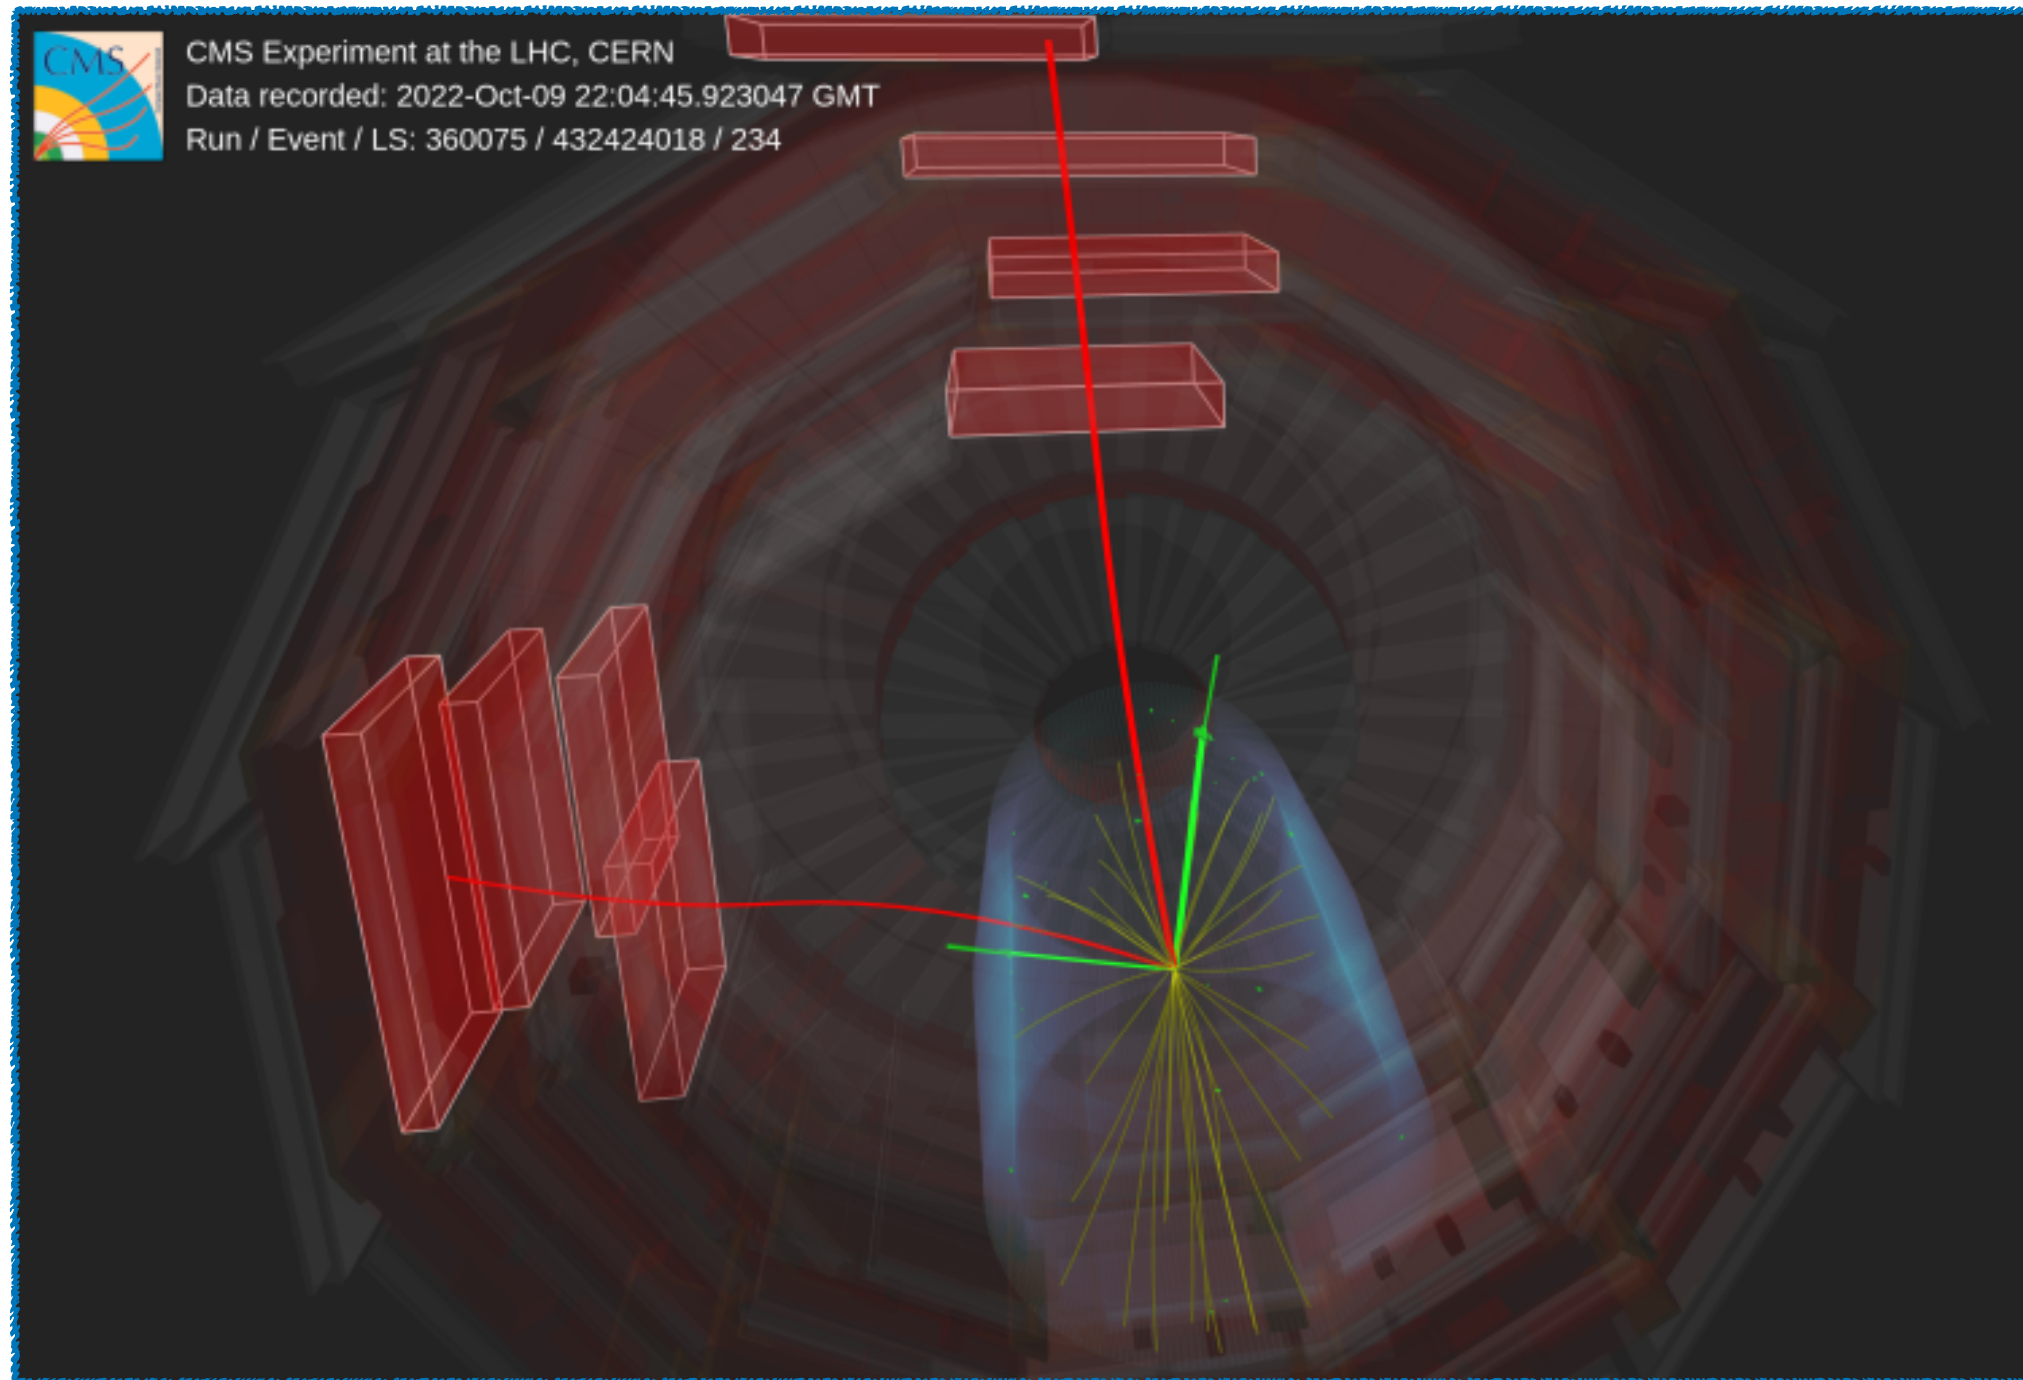 CMS
CMS Experiment at the LHC, CERN
Data recorded: 2022-Oct-09 22:04:45.923047 GMT
Run / Event / LS: 360075 / 432424018 / 234